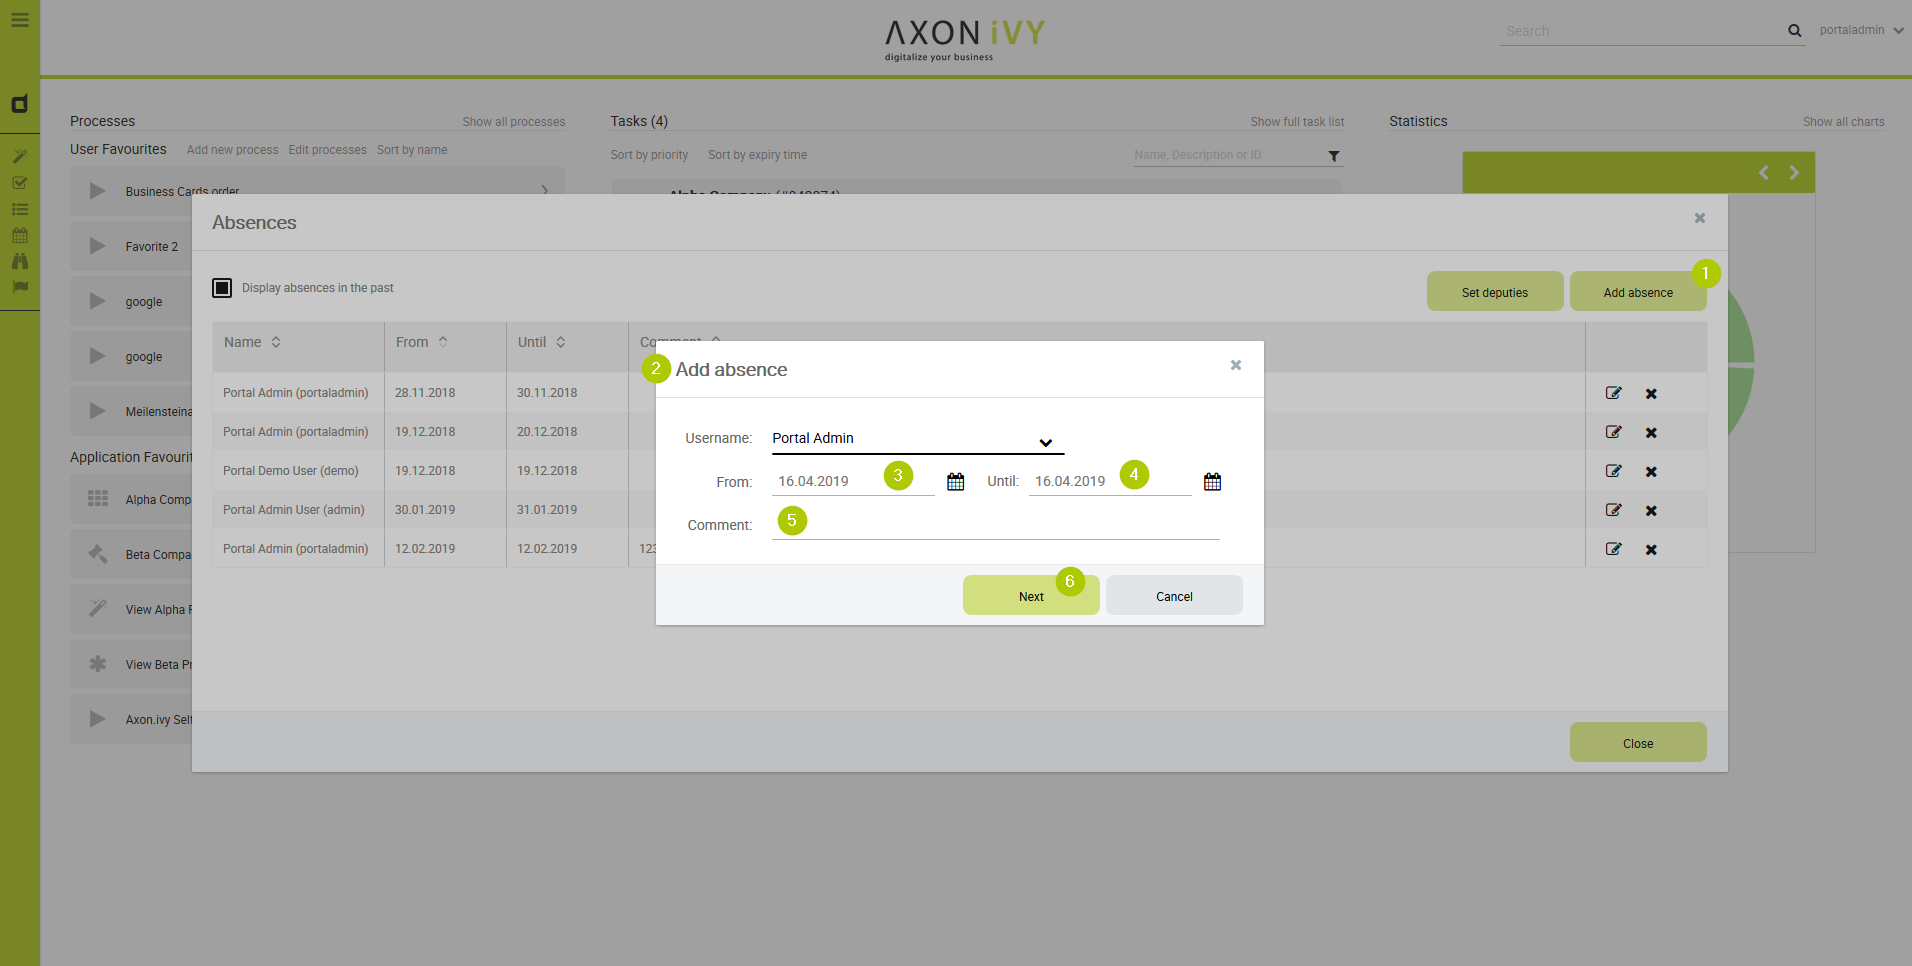 AXON iVY
digitalize your business
Search
portaladmin
Processes
Show all processes
User Favourites
Add new process
Edit processes
Sort by name
Business Cards order
Favorite 2
google
google
Meilensteina
Application Favourit
Alpha Comp
Beta Compa
View Alpha
View Beta Pr
Axon.ivy Self
Tasks (4)
Show full task list
Sort by priority
Sort by expiry time
Name, Description or ID
Statistics
Show all charts
Absences
Display absences in the past
Set deputies
Add absence
1
Name
From
Until
Portal Admin (portaladmin)
28.11.2018
30.11.2018
Portal Admin (portaladmin)
19.12.2018
20.12.2018
Portal Demo User (demo)
19.12.2018
19.12.2018
Portal Admin User (admin)
30.01.2019
31.01.2019
Portal Admin (portaladmin)
12.02.2019
12.02.2019
123
2
Add absence
Username:
Portal Admin
From:
16.04.2019
3
Until:
16.04.2019
4
Comment:
5
Next
6
Cancel
Close